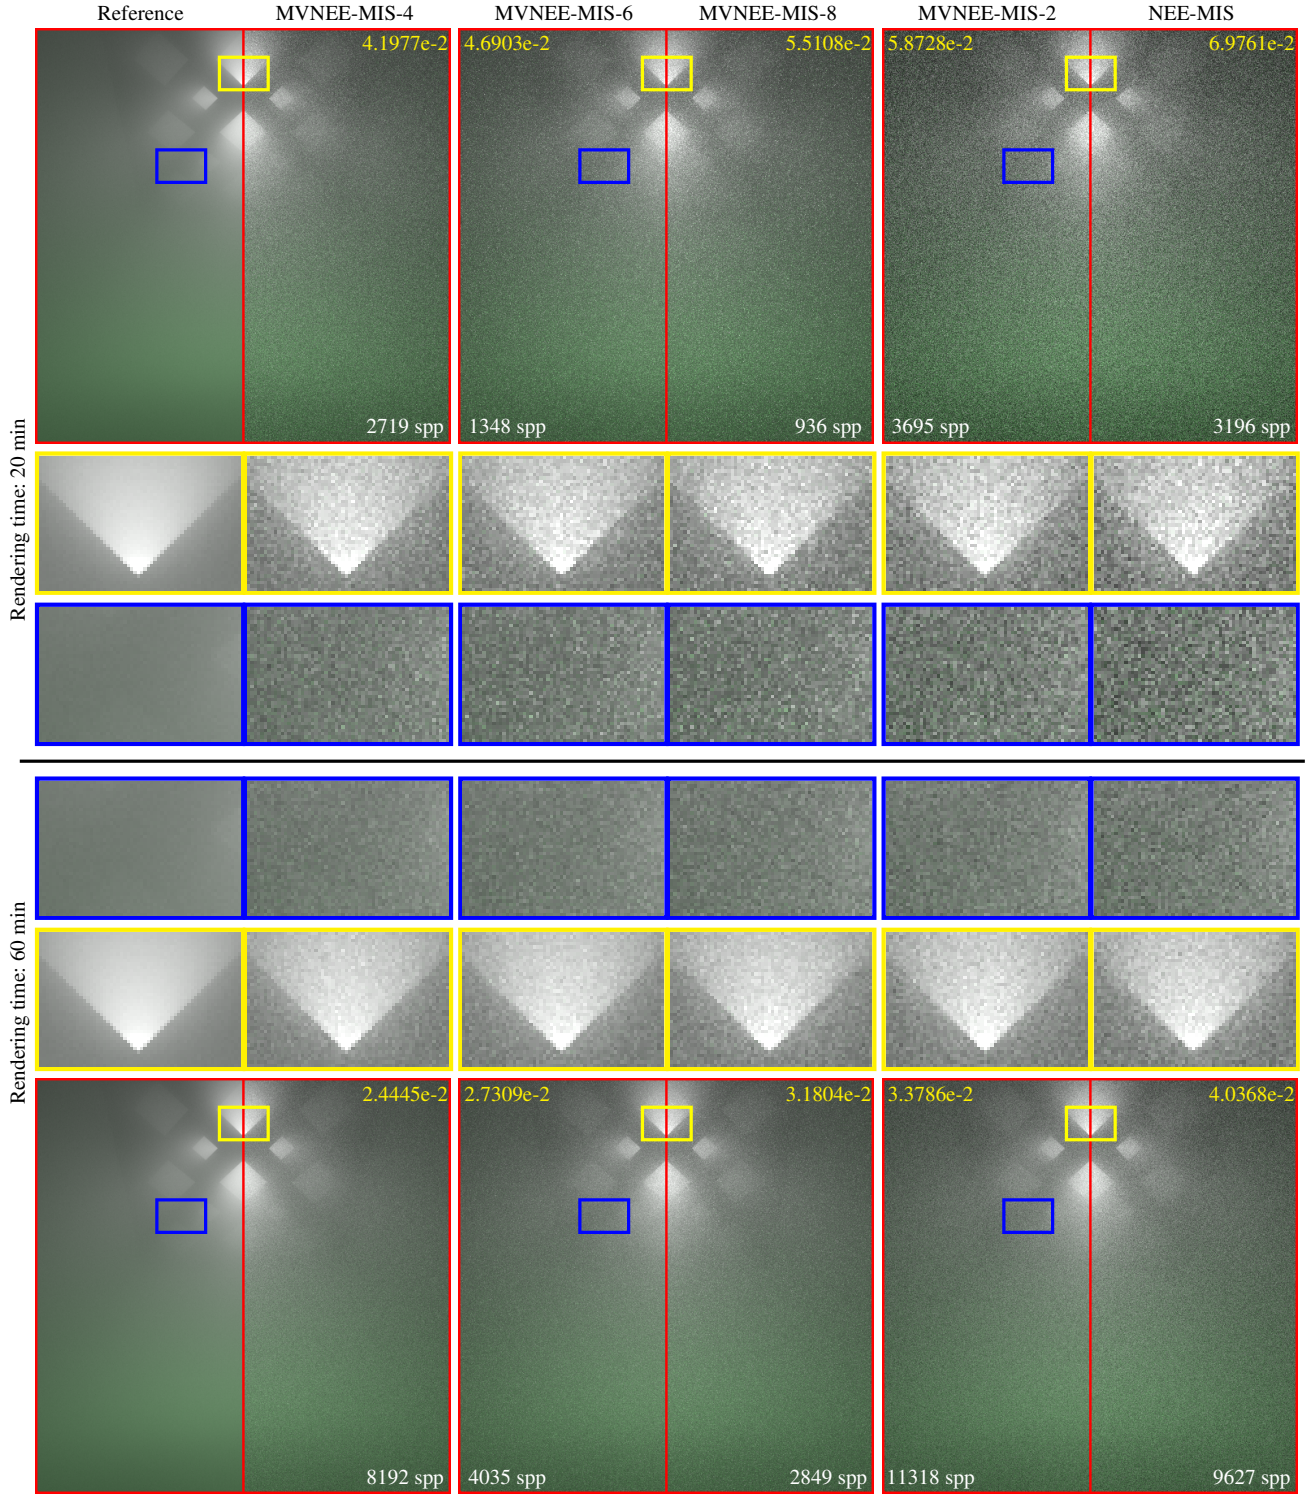 Reference
MVNEE-MIS-4
MVNEE-MIS-6
MVNEE-MIS-8
MVNEE-MIS-2
NEE-MIS
4.1977e-2
4.6903e-2
5.5108e-2
5.8728e-2
6.9761e-2
2719 spp
1348 spp
936 spp
3695 spp
3196 spp
Rendering time: 20 min
Rendering time: 60 min
2.4445e-2
2.7309e-2
3.1804e-2
3.3786e-2
4.0368e-2
8192 spp
4035 spp
2849 spp
11318 spp
9627 spp